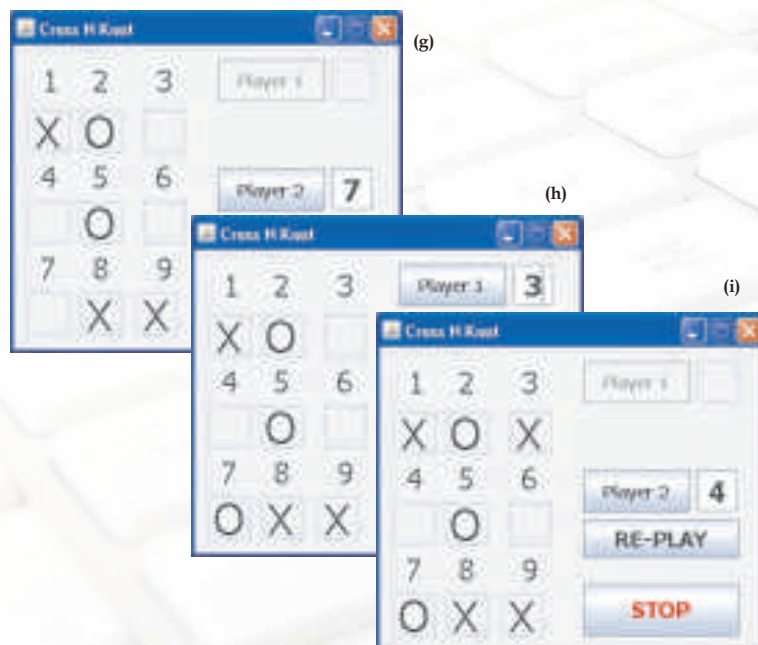 Cross N Knot
(g)
1 2 3 Player 1
X O
4 5 6 Player 2 7
O
7 8 9
X X
(h)
Cross N Knot
1 2 3 Player 1 3
X O
4 5 6
O
7 8 9
O X X
(i)
Cross N Knot
1 2 3 Player 1
X O X
4 5 6 Player 2 4
O RE-PLAY
7 8 9
O X X STOP